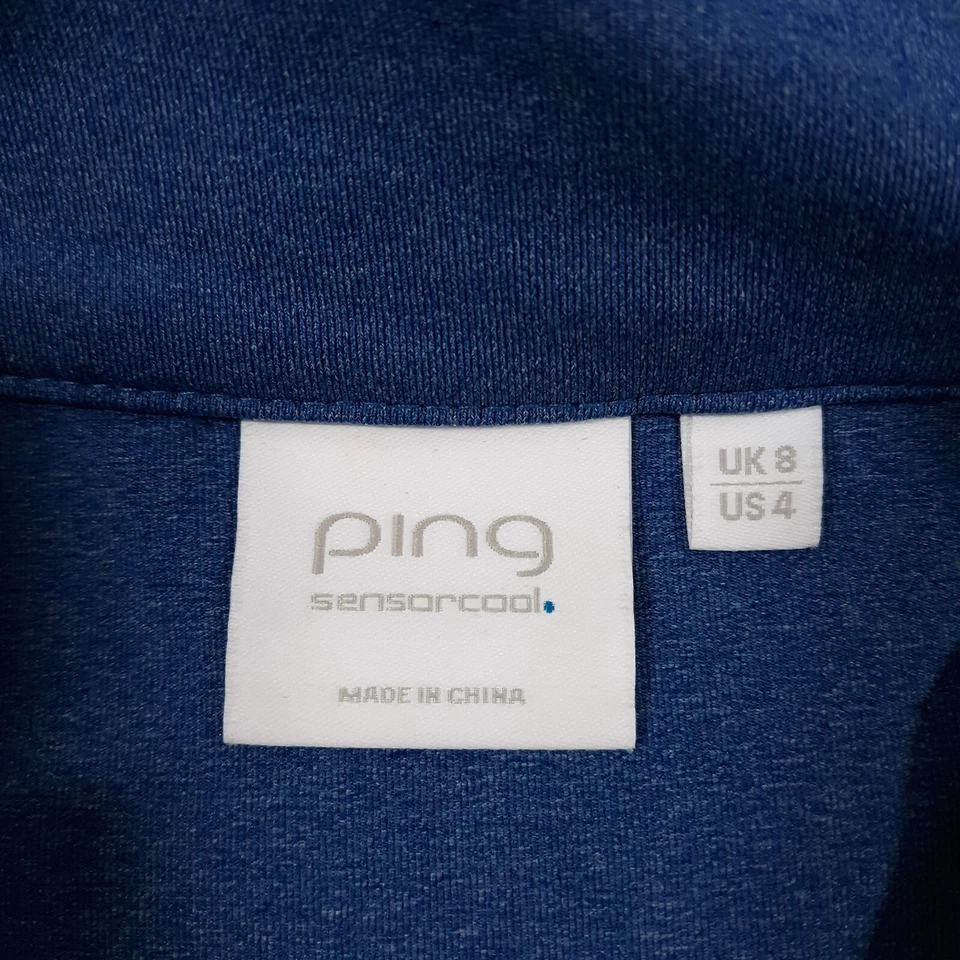 ping
sensorcool.
MADE IN CHINA
UK 8
US 4